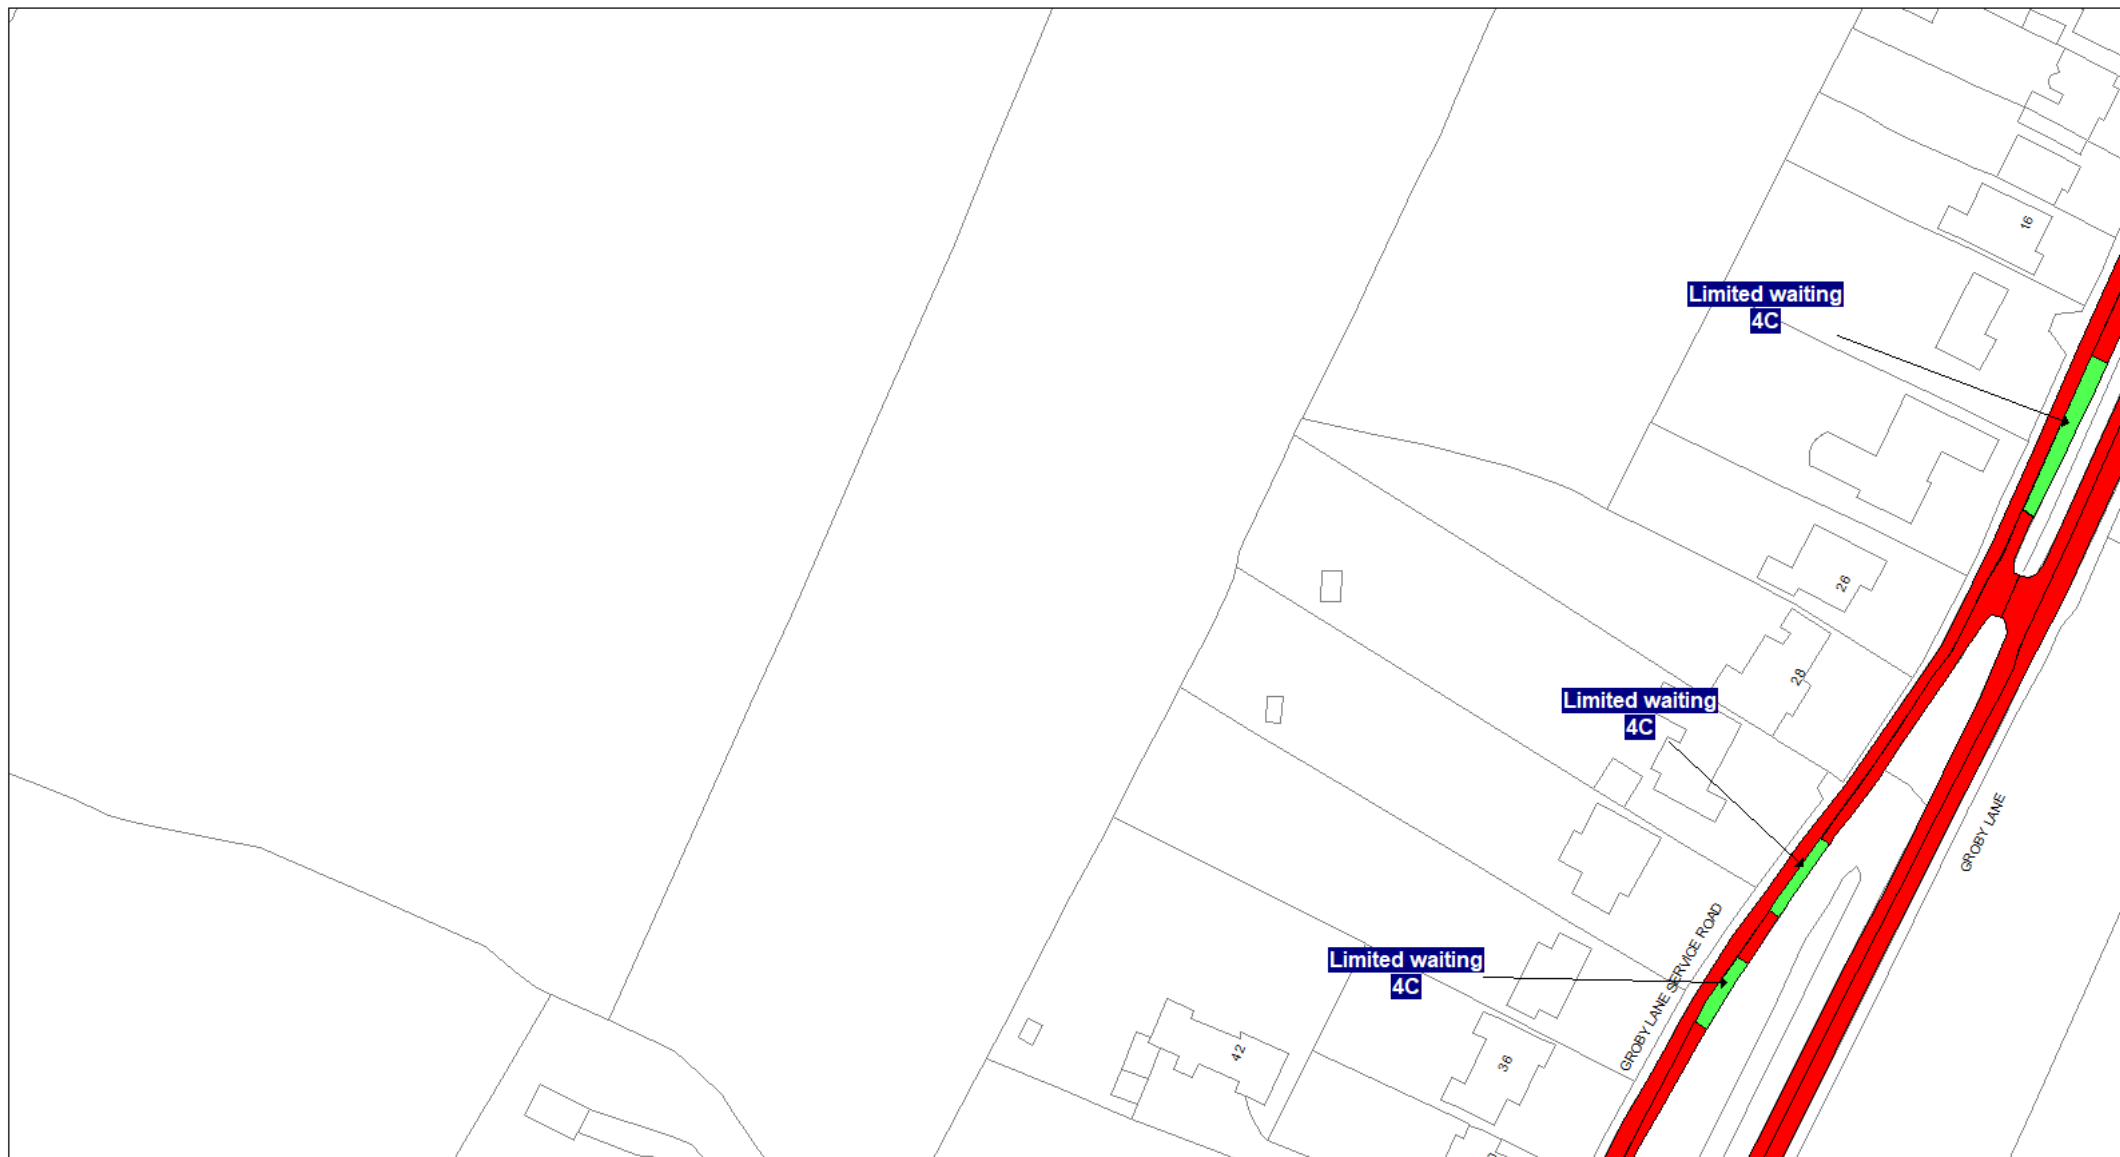 16
Limited waiting
4C
26
28
Limited waiting
4C
GROBY LANE
GROBY LANE SERVICE ROAD
Limited waiting
4C
42
36